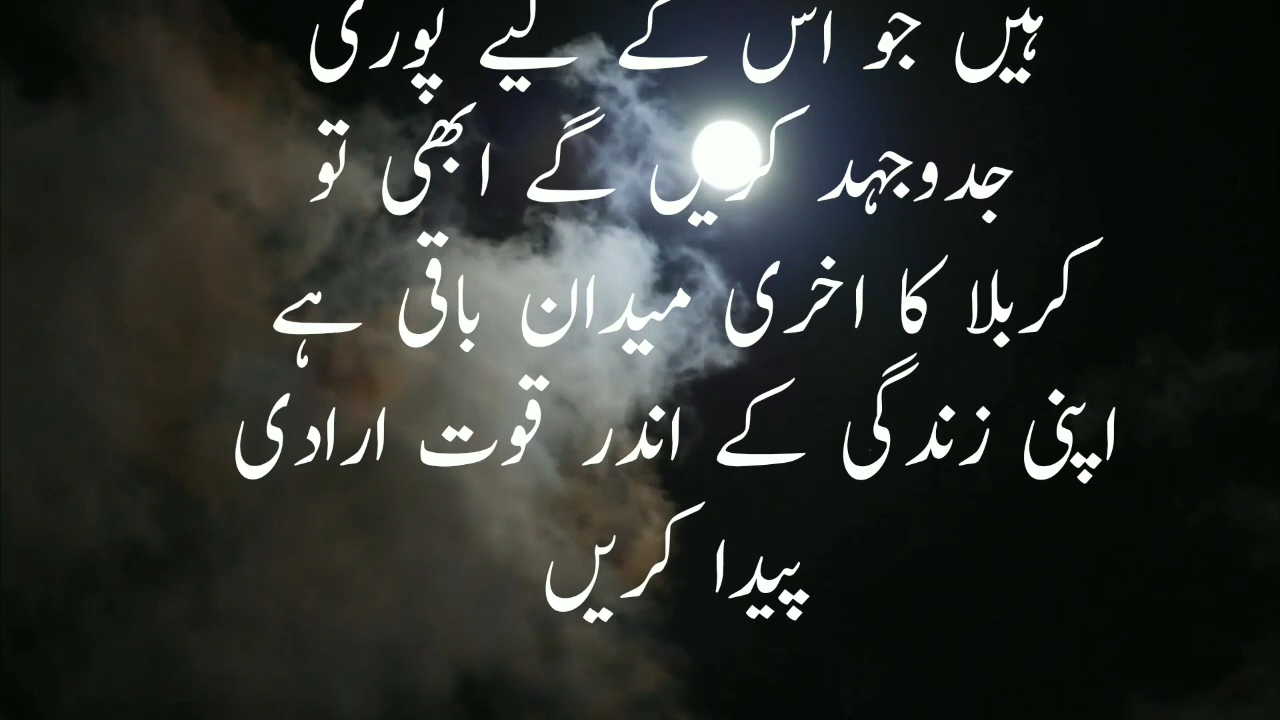 ہیں جو اس کے لیے پوری
جدوجہد کریں گے ابھی تو
کربلا کا اخری میدان باقی ہے
اپنی زندگی کے اندر قوت ارادی
پیدا کریں